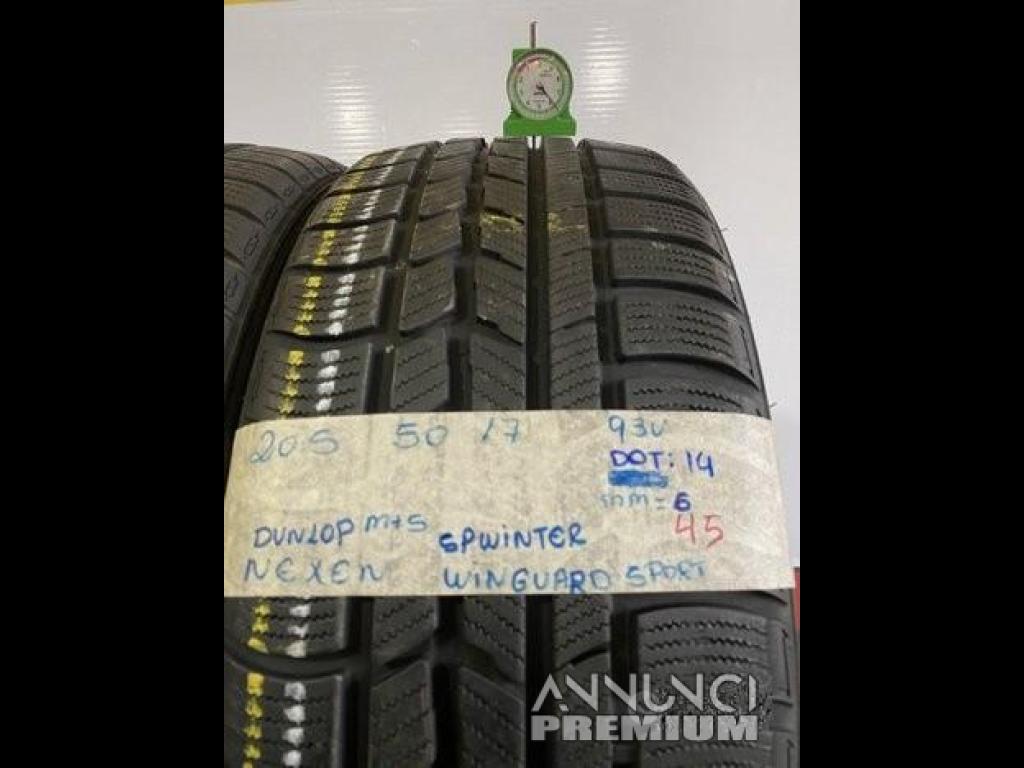 205 50 17 93V
DOT: 14
mm = 6
45
DUNLOP M+S SPWINTER
NEXEN WINGUARD SPORT
ANNUNCI
PREMIUM